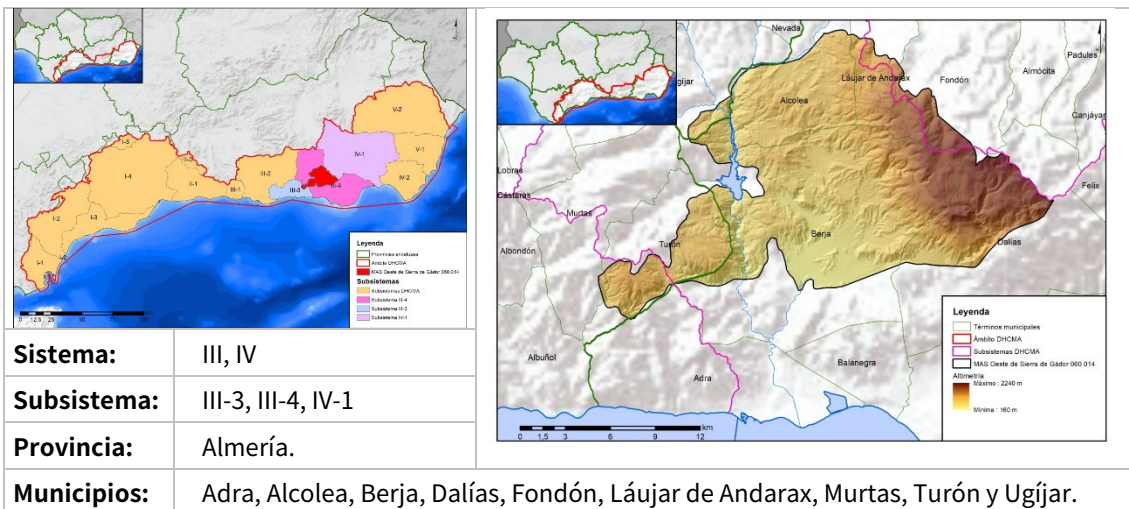 V-2
IV-1
V-1
IV-2
I-5
II-3
I-4
II-1
III-1
III-2
III-3
III-4
I-2
I-3
I-1
Leyenda
Provincias andaluzas
Ámbito DHCMA
MAS Oeste de Sierra de Gádor 060.014
Subsistemas
Subsistemas DHCMA
Subsistema III-4
Subsistema III-3
Subsistema IV-1
Nevada
Padules
Láujar de Andarax
Fondón
Almócita
Alcolea
Canjáyar
Lobras
Cástaras
Murtas
Felix
Turón
Berja
Dalías
Albondón
Albuñol
Adra
Balanegra
Leyenda
Términos municipales
Ámbito DHCMA
Subsistemas DHCMA
MAS Oeste de Sierra de Gádor 060.014
Altimetría
Máximo : 2240 m
Mínimo : 160 m
km
0 1,5 3 6 9 12
Sistema: III, IV
Subsistema: III-3, III-4, IV-1
Provincia: Almería.
Municipios: Adra, Alcolea, Berja, Dalías, Fondón, Láujar de Andarax, Murtas, Turón y Ugíjar.